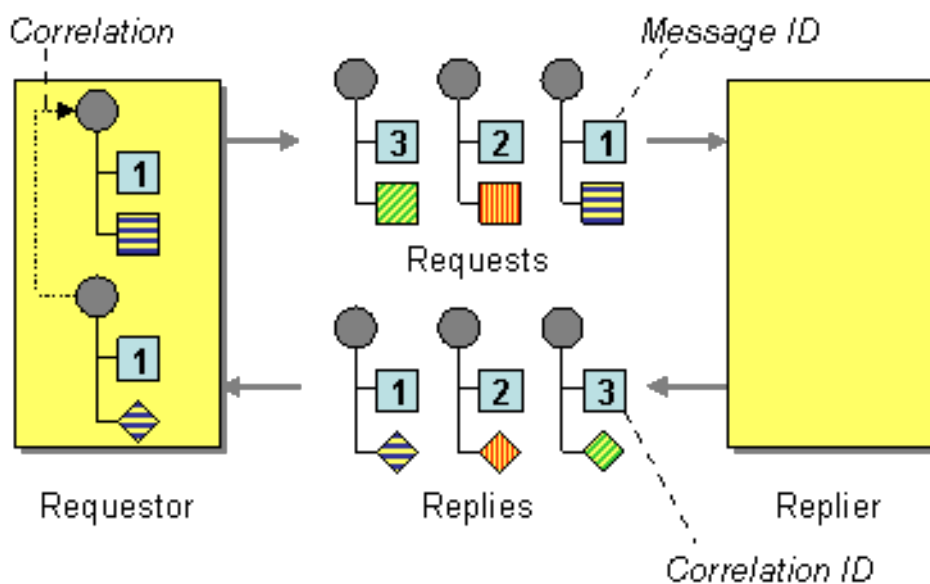 Correlation
Message ID
3
2
1
1
Requests
1
1
2
3
Requestor
Replies
Replier
Correlation ID